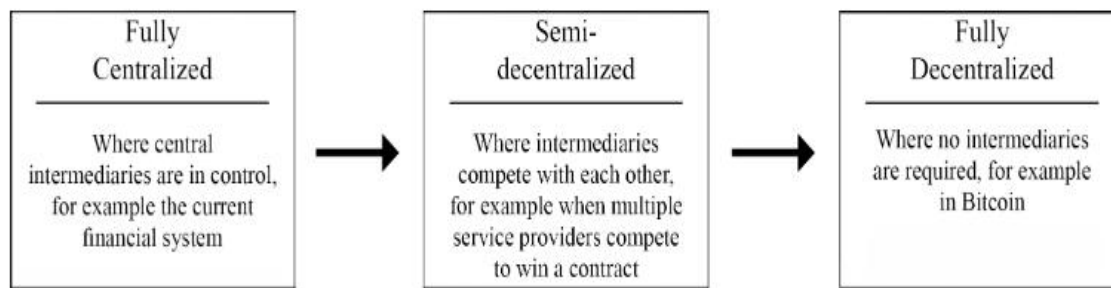 Fully
Centralized
Where central
intermediaries are in control,
for example the current
financial system
Semi-
decentralized
Where intermediaries
compete with each other,
for example when multiple
service providers compete
to win a contract
Fully
Decentralized
Where no intermediaries
are required, for example
in Bitcoin